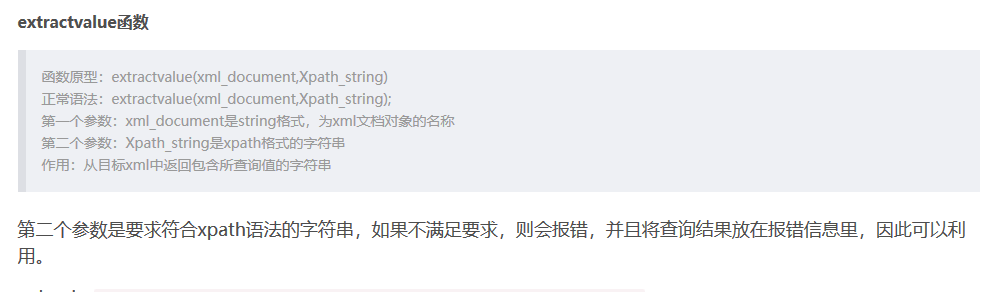 extractvalue函数
函数原型：extractvalue(xml_document,Xpath_string)
正常语法：extractvalue(xml_document,Xpath_string);
第一个参数：xml_document是string格式，为xml文档对象的名称
第二个参数：Xpath_string是xpath格式的字符串
作用：从目标xml中返回包含所查询值的字符串
第二个参数是要求符合xpath语法的字符串，如果不满足要求，则会报错，并且将查询结果放在报错信息里，因此可以利
用。